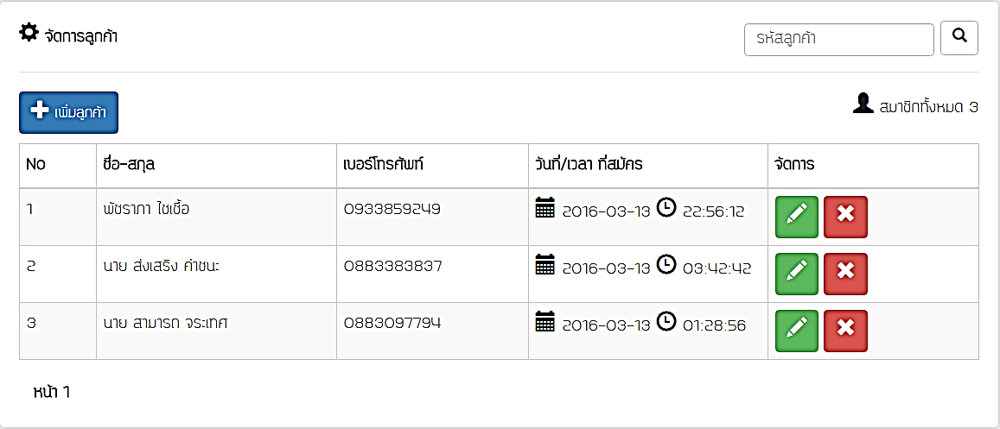 จัดการลูกค้า
รหัสลูกค้า
เพิ่มลูกค้า
สมาชิกทั้งหมด 3
No ชื่อ-สกุล เบอร์โทรศัพท์ วันที่/เวลา ที่สมัคร จัดการ
1 พัชราภา ไชเชื้อ 0933859249 2016-03-13 22:56:12
2 นาย ส่งเสริง ค่าชนะ 0883383837 2016-03-13 03:42:42
3 นาย สามารถ จระเทศ 0883097794 2016-03-13 01:28:56
หน้า 1